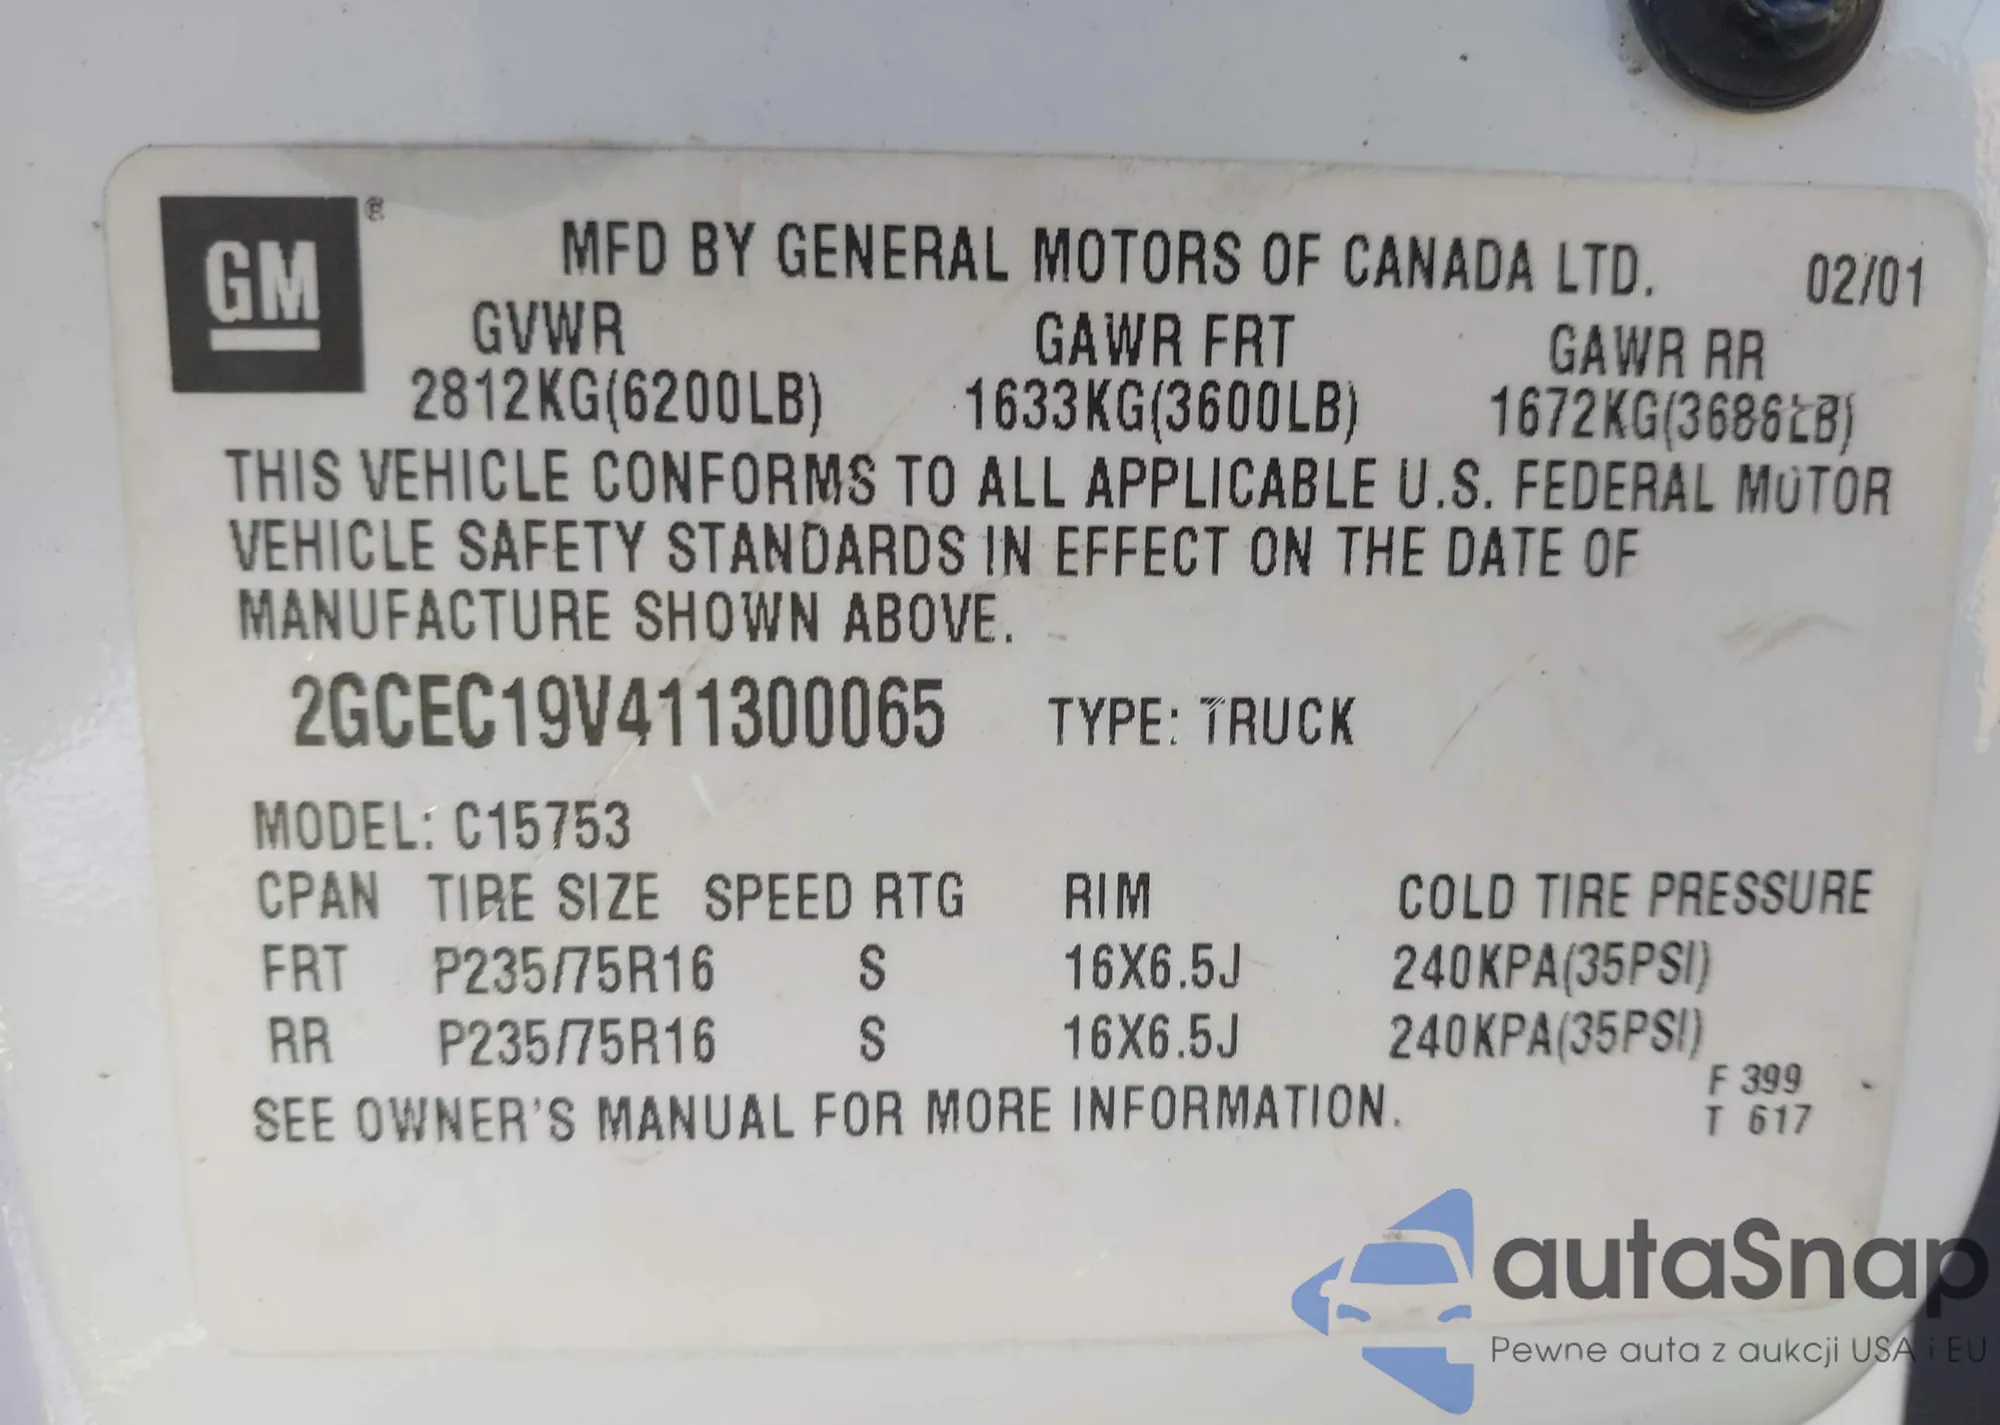 GM ®
MFD BY GENERAL MOTORS OF CANADA LTD. 02/01
GVWR GAWR FRT GAWR RR
2812KG(6200LB) 1633KG(3600LB) 1672KG(3686LB)
THIS VEHICLE CONFORMS TO ALL APPLICABLE U.S. FEDERAL MOTOR
VEHICLE SAFETY STANDARDS IN EFFECT ON THE DATE OF
MANUFACTURE SHOWN ABOVE.
2GCEC19V411300065 TYPE: TRUCK
MODEL: C15753
CPAN TIRE SIZE SPEED RTG RIM COLD TIRE PRESSURE
FRT P235/75R16 S 16X6.5J 240KPA(35PSI)
RR P235/75R16 S 16X6.5J 240KPA(35PSI)
F 399
SEE OWNER'S MANUAL FOR MORE INFORMATION. T 617
autaSnap
Pewne auta z aukcji USA i EU